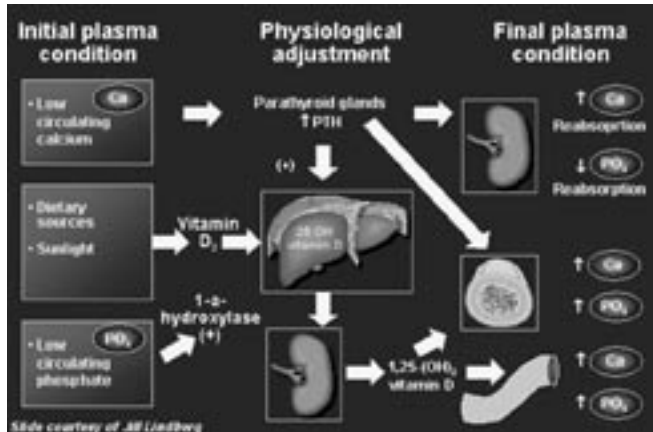 Initial plasma
condition
Physiological
adjustment
Final plasma
condition
Ca
• Low
circulating
calcium
Parathyroid glands
↑PTH
(+)
↑ Ca
Reabsoprtion
↓ PO₄
Reabsorption
• Dietary
sources
• Sunlight
Vitamin
D₃
25-OH
vitamin D
↑ Ca
↑ PO₄
PO₄
• Low
circulating
phosphate
1-a-
hydroxylase
(+)
1,25-(OH)₂
vitamin D
↑ Ca
↑ PO₄
Slide courtesy of Jill Lindberg